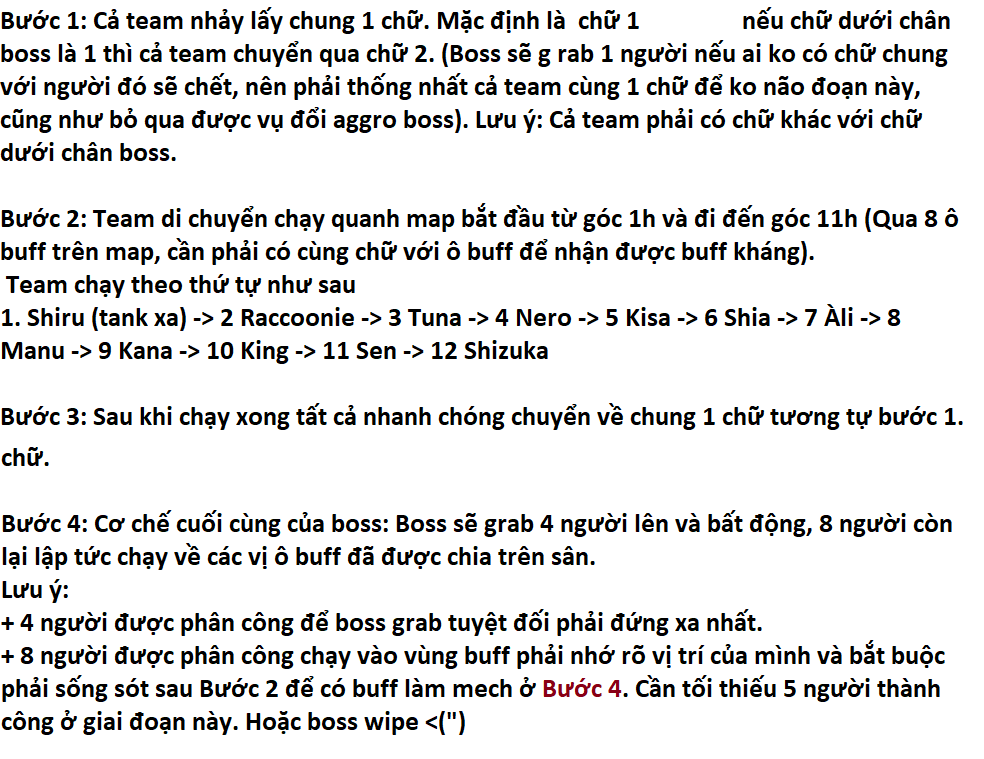 Bước 1: Cả team nhảy lấy chung 1 chữ. Mặc định là  chữ 1 nếu chữ dưới chân
boss là 1 thì cả team chuyển qua chữ 2. (Boss sẽ g rab 1 người nếu ai ko có chữ chung
với người đó sẽ chết, nên phải thống nhất cả team cùng 1 chữ để ko não đoạn này,
cũng như bỏ qua được vụ đổi aggro boss). Lưu ý: Cả team phải có chữ khác với chữ
dưới chân boss.
Bước 2: Team di chuyển chạy quanh map bắt đầu từ góc 1h và đi đến góc 11h (Qua 8 ô
buff trên map, cần phải có cùng chữ với ô buff để nhận được buff kháng).
Team chạy theo thứ tự như sau
1. Shiru (tank xa) -> 2 Raccoonie -> 3 Tuna -> 4 Nero -> 5 Kisa -> 6 Shia -> 7 Àli -> 8
Manu -> 9 Kana -> 10 King -> 11 Sen -> 12 Shizuka
Bước 3: Sau khi chạy xong tất cả nhanh chóng chuyển về chung 1 chữ tương tự bước 1.
chữ.
Bước 4: Cơ chế cuối cùng của boss: Boss sẽ grab 4 người lên và bất động, 8 người còn
lại lập tức chạy về các vị ô buff đã được chia trên sân.
Lưu ý:
+ 4 người được phân công để boss grab tuyệt đối phải đứng xa nhất.
+ 8 người được phân công chạy vào vùng buff phải nhớ rõ vị trí của mình và bắt buộc
phải sống sót sau Bước 2 để có buff làm mech ở Bước 4. Cần tối thiếu 5 người thành
công ở giai đoạn này. Hoặc boss wipe <(")